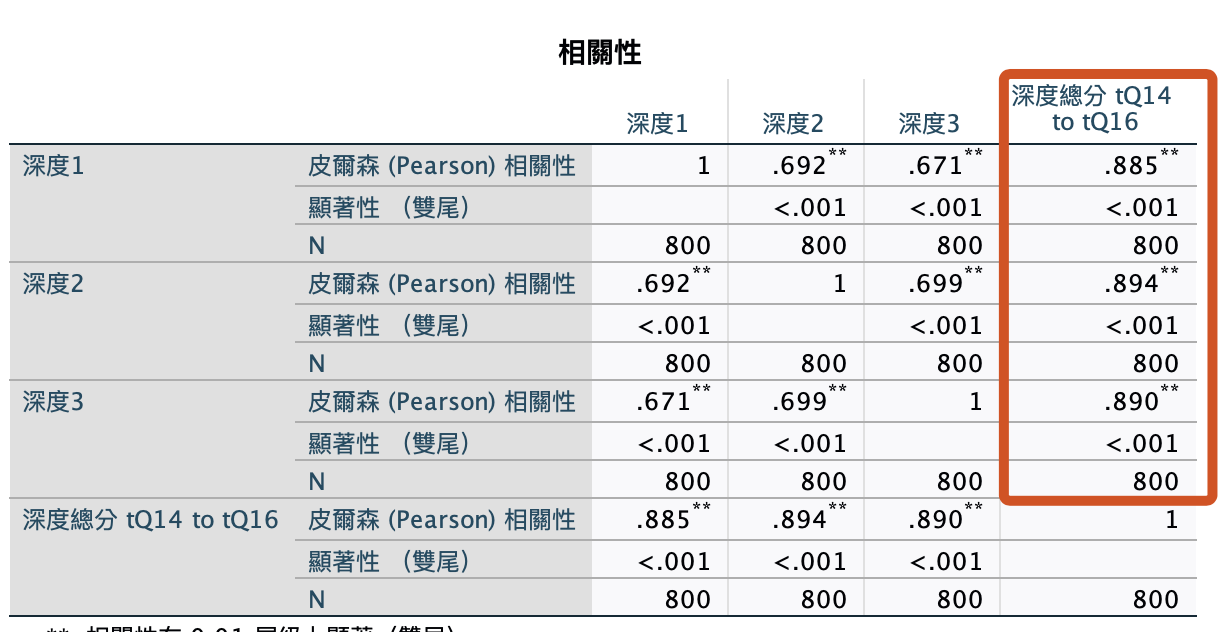 相關性
深度1 深度2 深度3 深度總分 tQ14 to tQ16
深度1 皮爾森 (Pearson) 相關性 1 .692** .671** .885**
顯著性 （雙尾） <.001 <.001 <.001
N 800 800 800 800
深度2 皮爾森 (Pearson) 相關性 .692** 1 .699** .894**
顯著性 （雙尾） <.001 <.001 <.001
N 800 800 800 800
深度3 皮爾森 (Pearson) 相關性 .671** .699** 1 .890**
顯著性 （雙尾） <.001 <.001 <.001
N 800 800 800 800
深度總分 tQ14 to tQ16 皮爾森 (Pearson) 相關性 .885** .894** .890** 1
顯著性 （雙尾） <.001 <.001 <.001
N 800 800 800 800